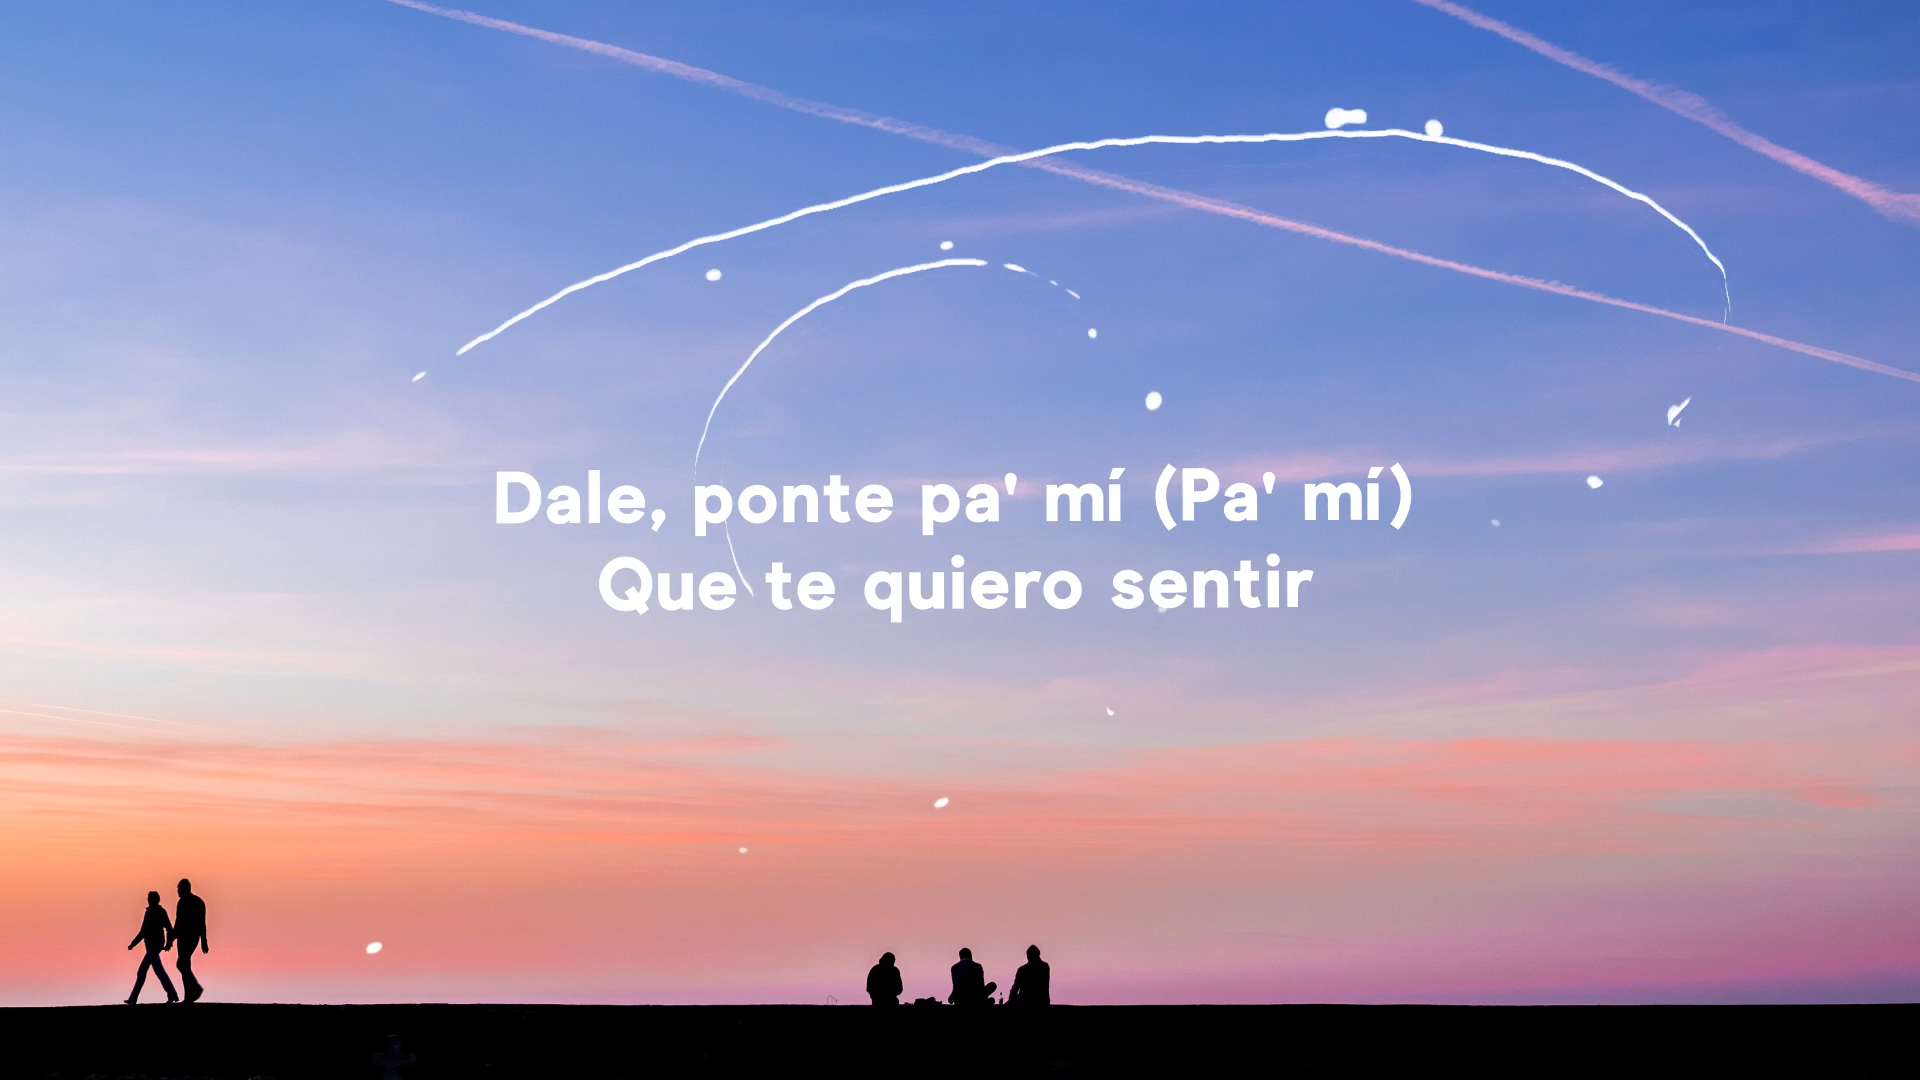 Dale, ponte pa' mí (Pa' mí)
Que te quiero sentir